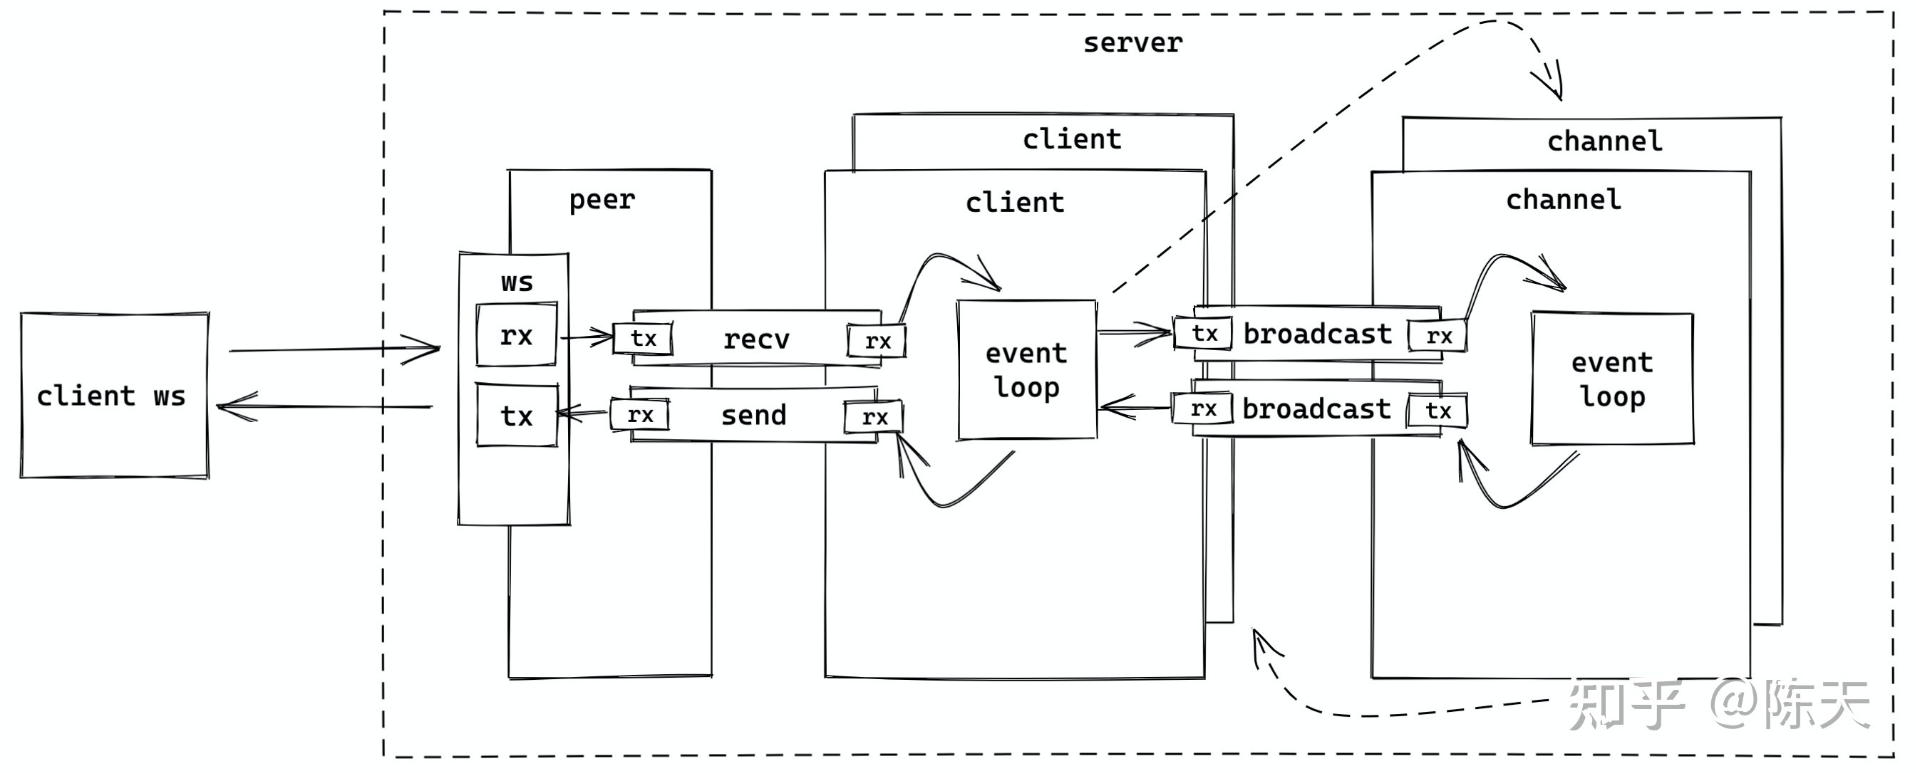 server
client
channel
peer
client
channel
ws
rx
tx
recv
rx
event
loop
tx
broadcast
rx
event
loop
client ws
tx
rx
send
rx
rx
broadcast
tx
知乎 @陈天